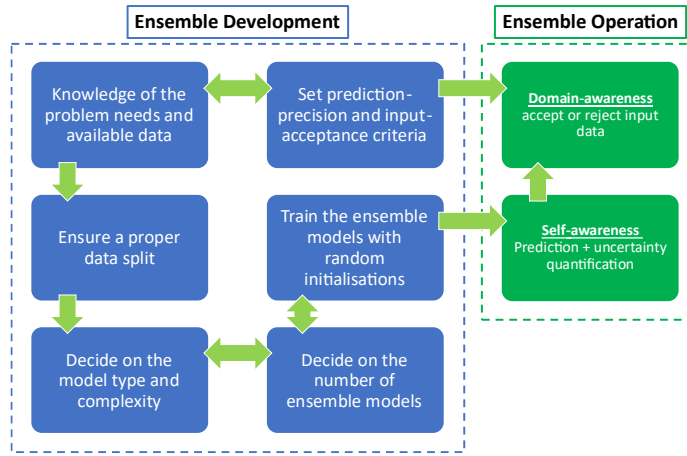 Ensemble Development
Ensemble Operation
Knowledge of the
problem needs and
available data
Set prediction-
precision and input-
acceptance criteria
Domain-awareness
accept or reject input
data
Ensure a proper
data split
Train the ensemble
models with
random
initialisations
Self-awareness
Prediction + uncertainty
quantification
Decide on the
model type and
complexity
Decide on the
number of
ensemble models